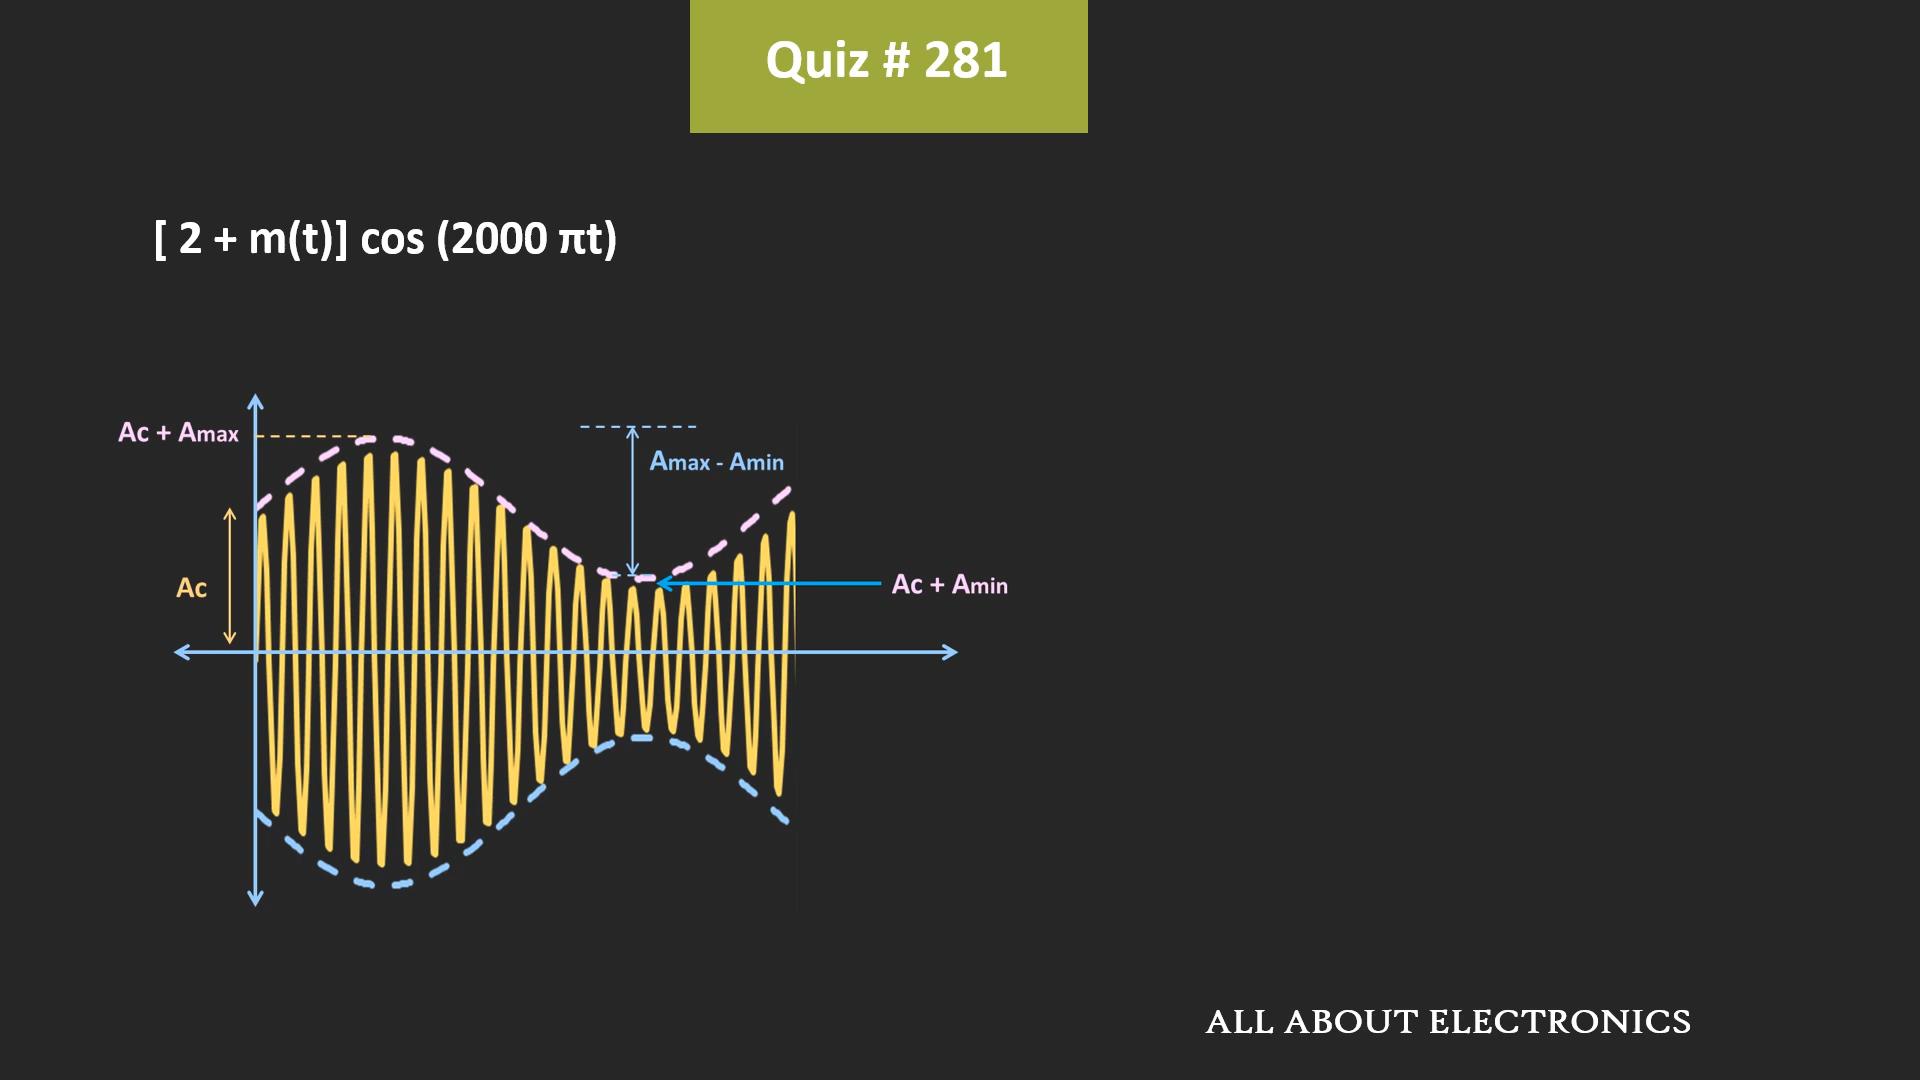 Quiz # 281
[ 2 + m(t)] cos (2000 πt)
Ac + Amax
Amax - Amin
Ac
Ac + Amin
ALL ABOUT ELECTRONICS